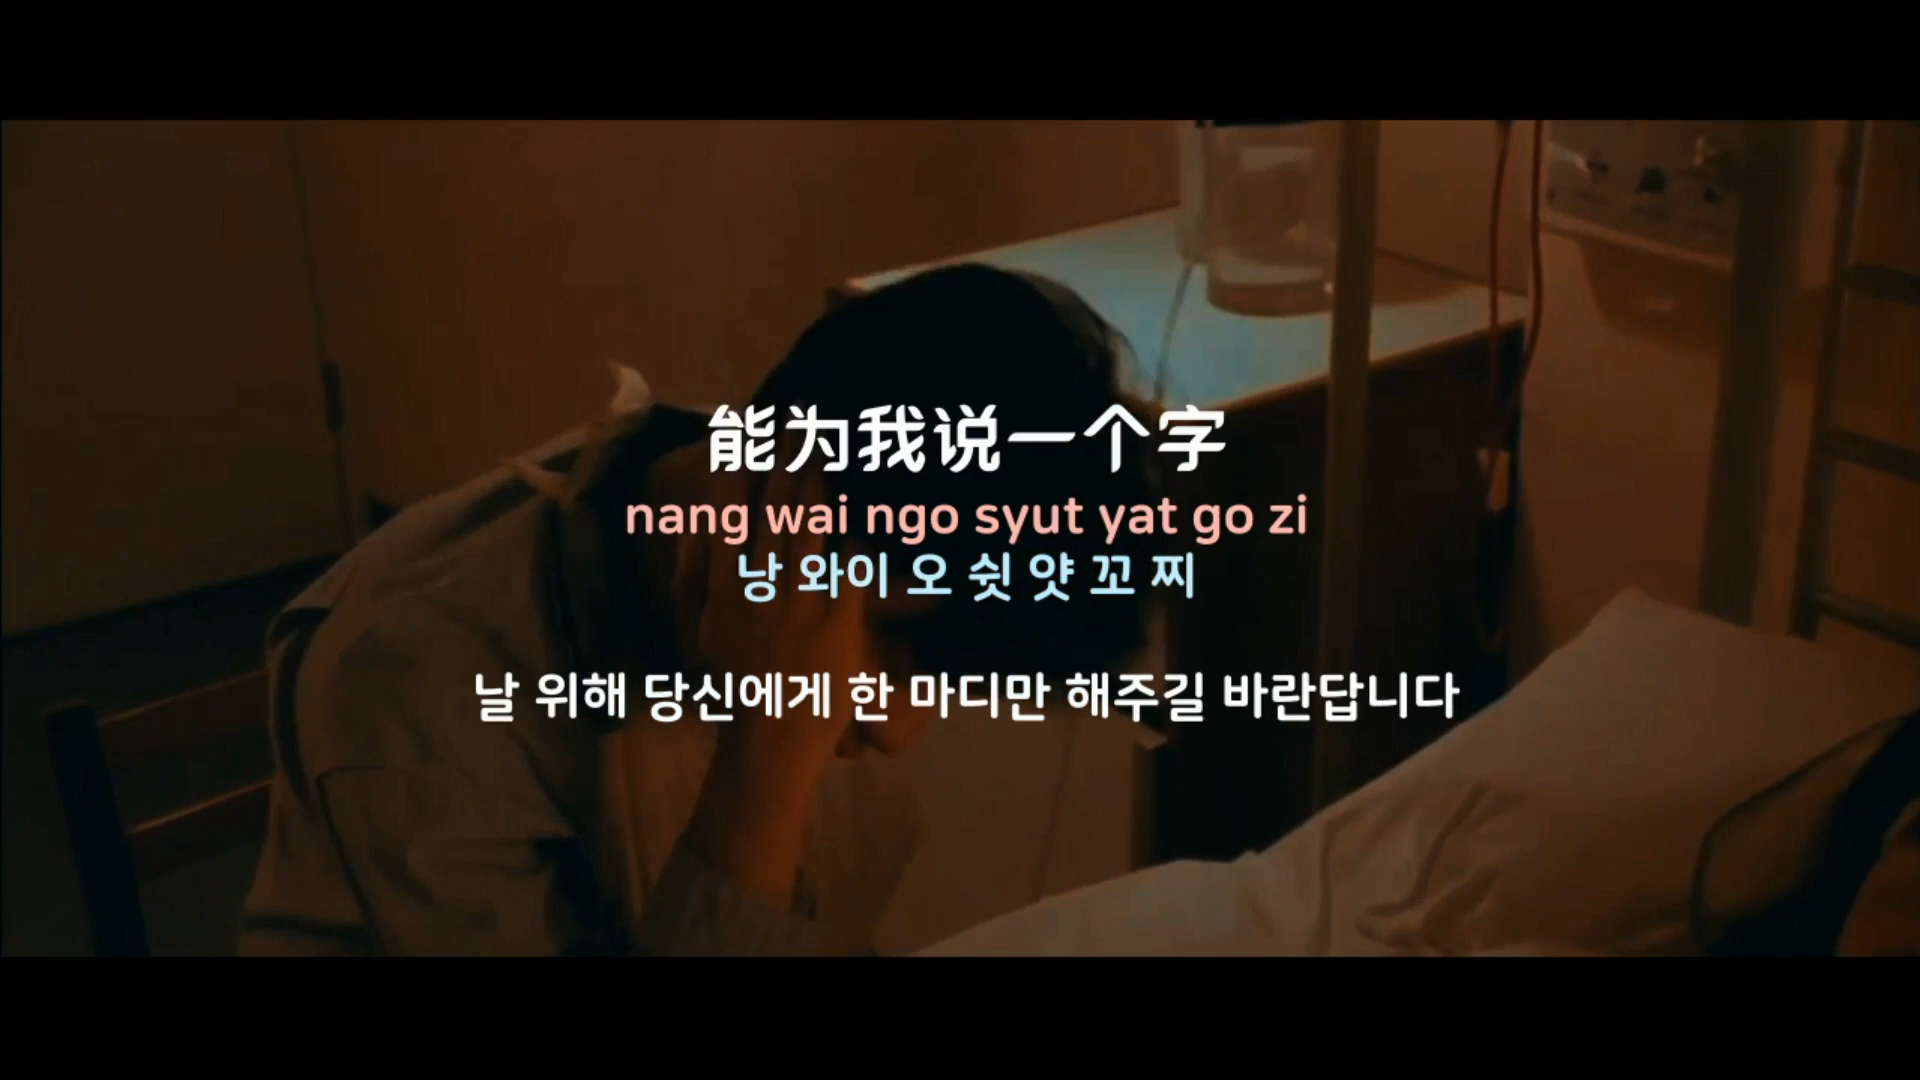 能为我说一个字
nang wai ngo syut yat go zi
낭 와이 오 쉿 얏 꼬 찌
날 위해 당신에게 한 마디만 해주길 바란답니다